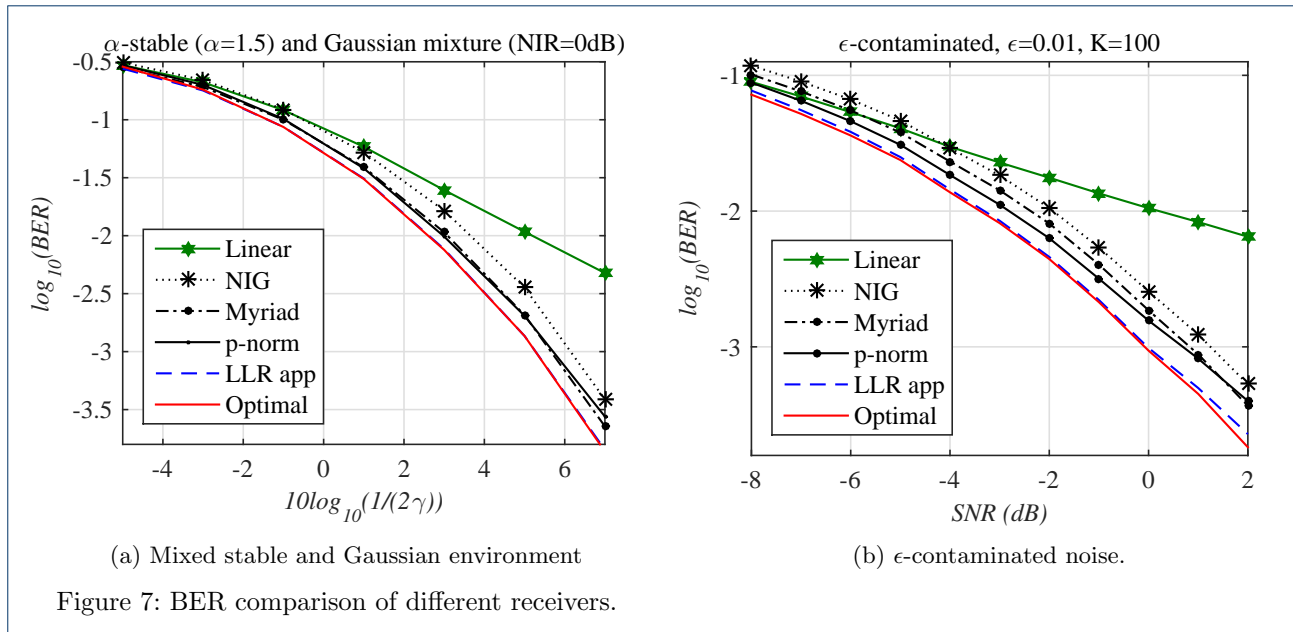 α-stable (α=1.5) and Gaussian mixture (NIR=0dB)
-0.5
-1
-1.5
-2
-2.5
-3
-3.5
log10(BER)
Linear
NIG
Myriad
p-norm
LLR app
Optimal
-4 -2 0 2 4 6
10log10(1/(2γ))
(a) Mixed stable and Gaussian environment
ϵ-contaminated, ϵ=0.01, K=100
-1
-2
-3
log10(BER)
Linear
NIG
Myriad
p-norm
LLR app
Optimal
-8 -6 -4 -2 0 2
SNR (dB)
(b) ϵ-contaminated noise.
Figure 7: BER comparison of different receivers.